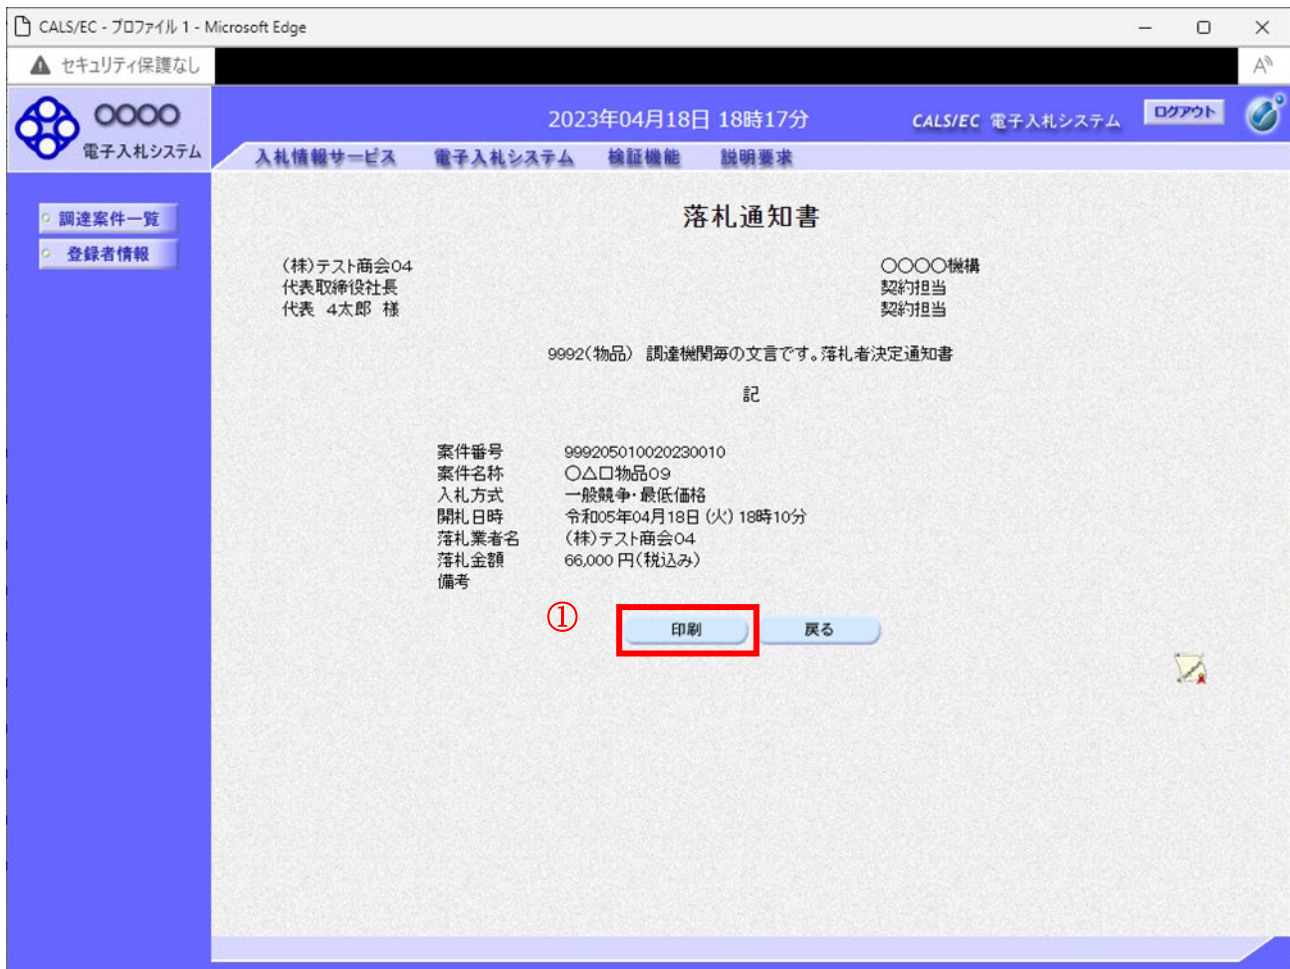 CALS/EC - プロファイル 1 - Microsoft Edge
セキュリティ保護なし
〇〇〇〇
電子入札システム
2023年04月18日 18時17分
CALS/EC 電子入札システム
ログアウト
入札情報サービス 電子入札システム 検証機能 説明要求
調達案件一覧
登録者情報
落札通知書
(株)テスト商会04
代表取締役社長
代表 4太郎 様
〇〇〇〇機構
契約担当
契約担当
9992(物品) 調達機関毎の文言です。落札者決定通知書
記
案件番号 999205010020230010
案件名称 〇△口物品09
入札方式 一般競争・最低価格
開札日時 令和05年04月18日(火)18時10分
落札業者名 (株)テスト商会04
落札金額 66,000円(税込み)
備考
①
印刷
戻る